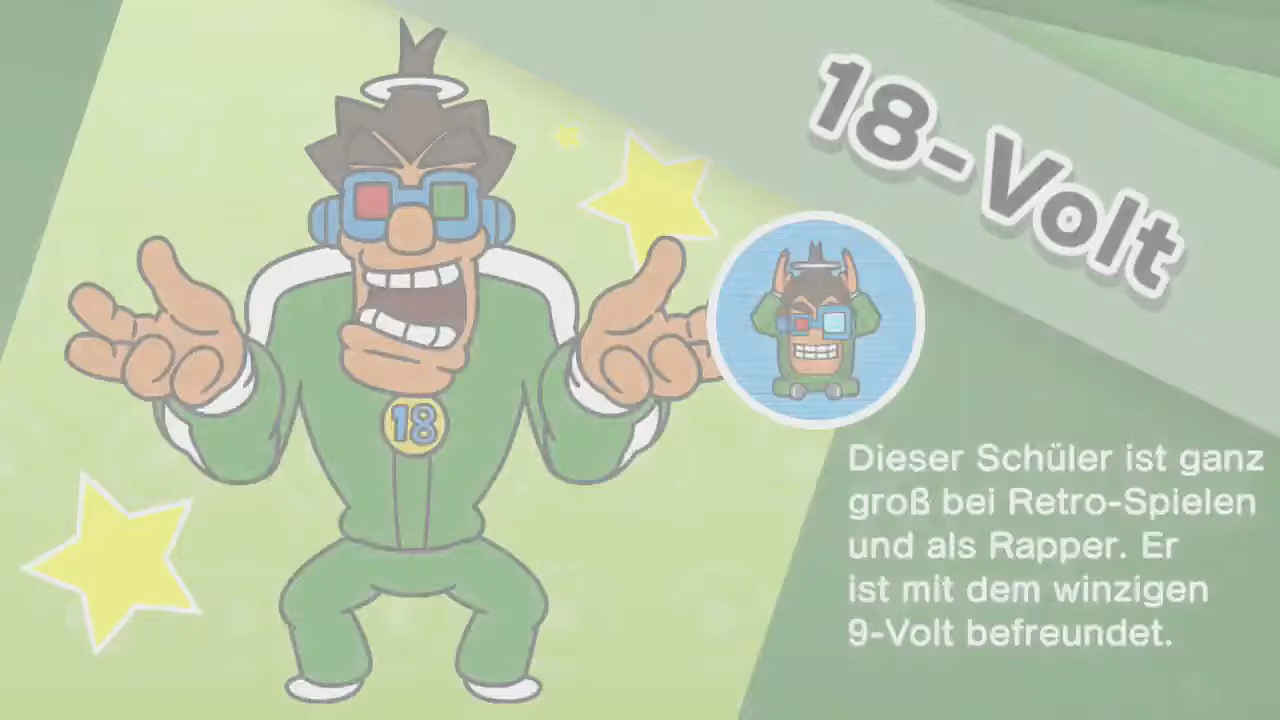 18-Volt
18
Dieser Schüler ist ganz
groß bei Retro-Spielen
und als Rapper. Er
ist mit dem winzigen
9-Volt befreundet.